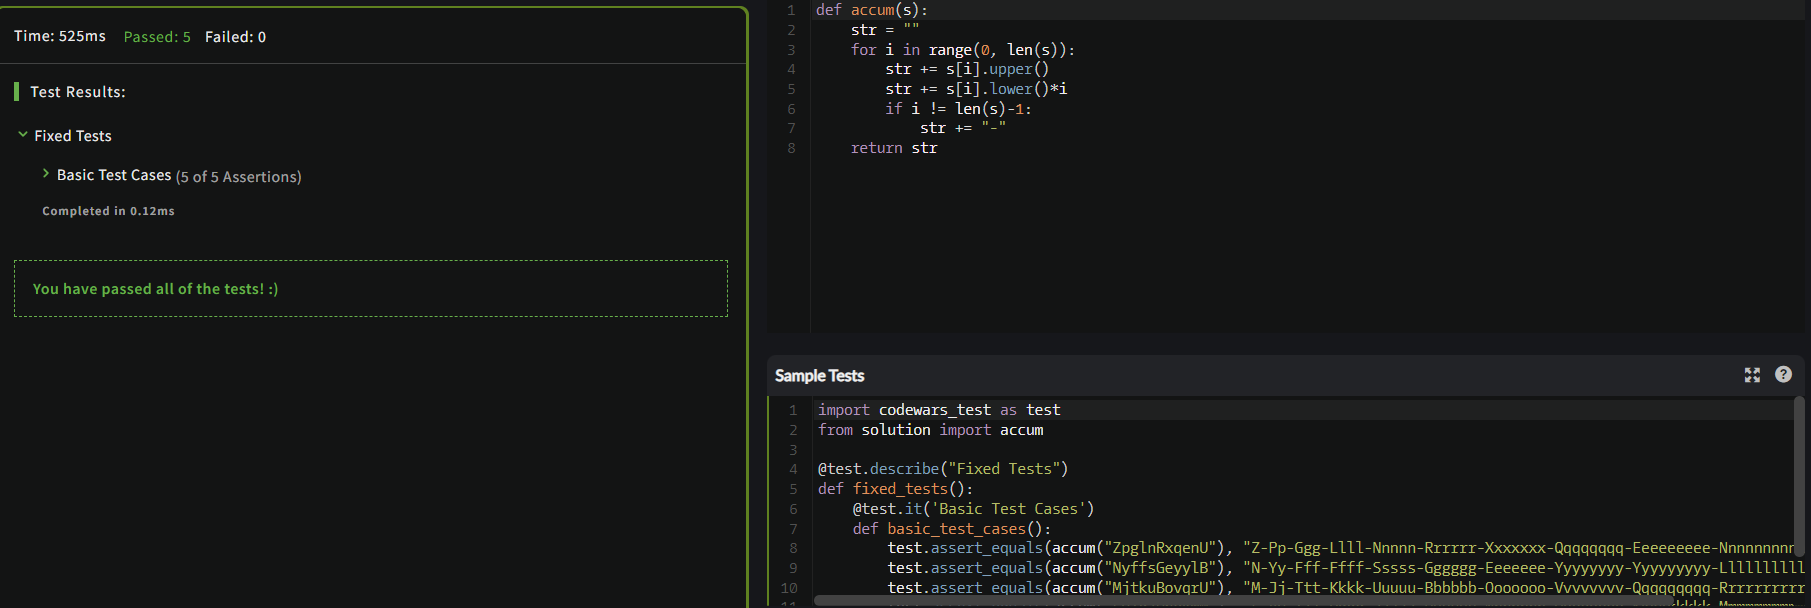 Time: 525ms Passed: 5 Failed: 0
Test Results:
Fixed Tests
Basic Test Cases (5 of 5 Assertions)
Completed in 0.12ms
You have passed all of the tests! :)
1 def accum(s):
2 str = ""
3 for i in range(0, len(s)):
4 str += s[i].upper()
5 str += s[i].lower()*i
6 if i != len(s)-1:
7 str += "-"
8 return str
Sample Tests
1 import codewars_test as test
2 from solution import accum
3
4 @test.describe("Fixed Tests")
5 def fixed_tests():
6 @test.it('Basic Test Cases')
7 def basic_test_cases():
8 test.assert_equals(accum("ZpglnRxqenU"), "Z-Pp-Ggg-Llll-Nnnnn-Rrrrrr-Xxxxxxx-Qqqqqqqq-Eeeeeeeee-Nnnnnnnnn
9 test.assert_equals(accum("NyffsGeyylB"), "N-Yy-Fff-Ffff-Sssss-Gggggg-Eeeeeee-Yyyyyyyy-Yyyyyyyyy-Llllllllll
10 test.assert_equals(accum("MjtkuBovqrU"), "M-Jj-Ttt-Kkkk-Uuuuu-Bbbbbb-Ooooooo-Vvvvvvvv-Qqqqqqqqq-Rrrrrrrrrr